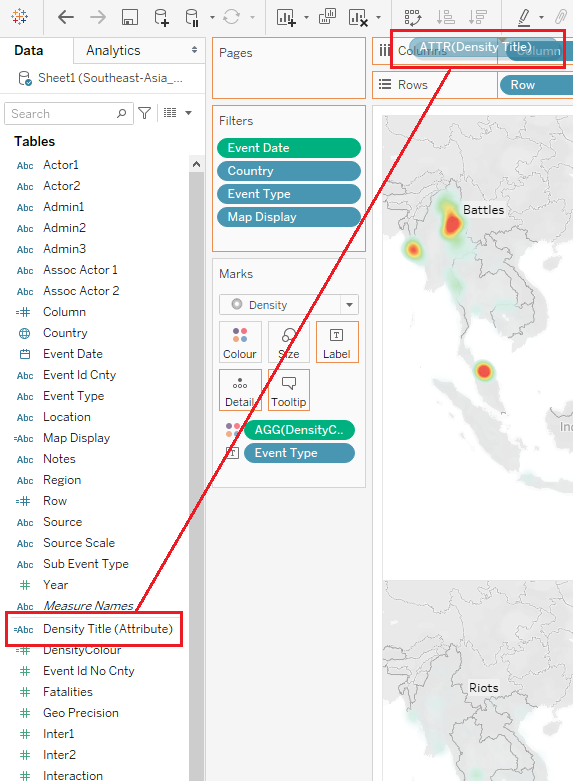 Data
Analytics
Sheet1 (Southeast-Asia_...
Search
Tables
Abc Actor1
Abc Actor2
Abc Admin1
Abc Admin2
Abc Admin3
Abc Assoc Actor 1
Abc Assoc Actor 2
Column
Country
Event Date
Abc Event Id Cnty
Abc Event Type
Abc Location
=Abc Map Display
Abc Notes
Abc Region
Row
Abc Source
Abc Source Scale
Abc Sub Event Type
Year
Abc Measure Names
=Abc Density Title (Attribute)
DensityColour
Event Id No Cnty
Fatalities
Geo Precision
Inter1
Inter2
Interaction
Pages
Filters
Event Date
Country
Event Type
Map Display
Marks
Density
Colour
Size
T
Label
Detail
Tooltip
AGG(DensityC..
T
Event Type
Columns
ATTR(Density Title)
Column
Rows
Row
Battles
Riots